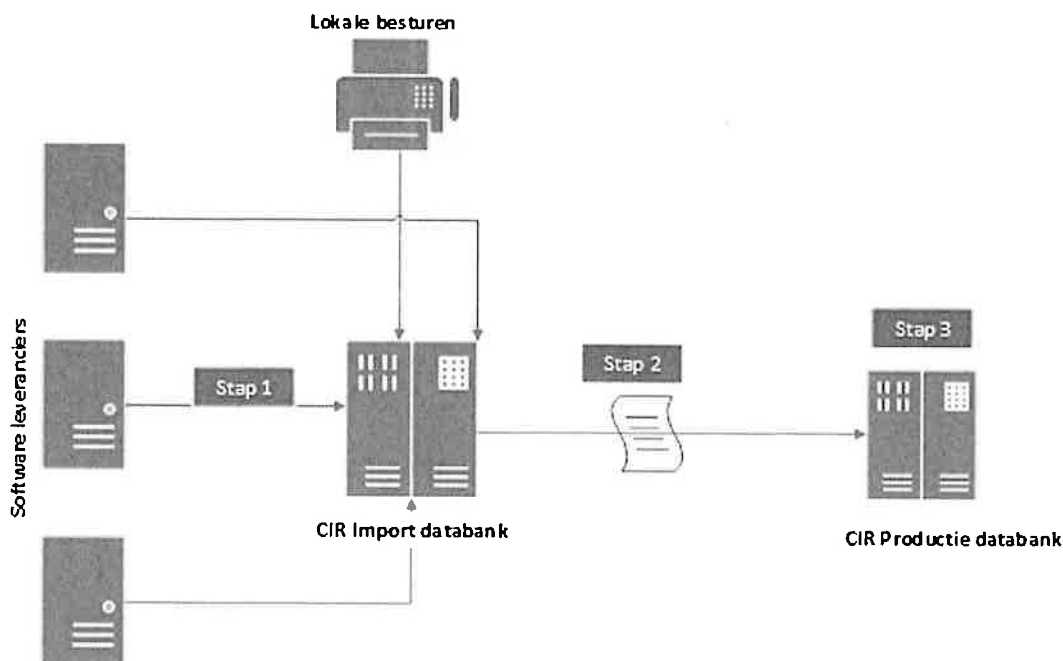 Lokale besturen
Software leveranciers
Stap 1
Stap 2
Stap 3
CIR Import databank
CIR Productie databank